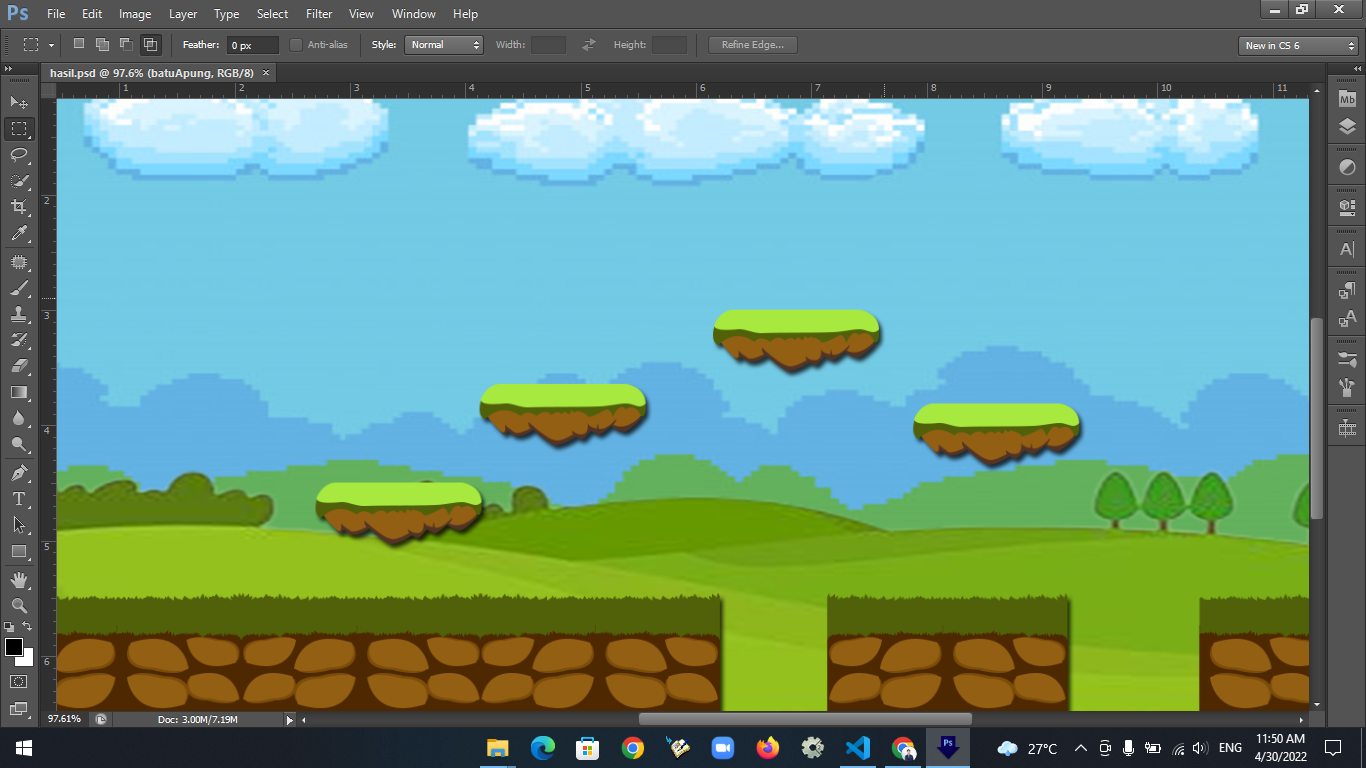 Ps File Edit Image Layer Type Select Filter View Window Help
Feather: 0 px Anti-alias Style: Normal Width: Height: Refine Edge... New in CS 6
hasil.psd @ 97.6% (batuApung, RGB/8) ×
1 2 3 4 5 6 7 8 9 10 11
2
3
4
5
6
Mb
A
T
97.61% Doc: 3.00M/7.19M
Ps
27°C ENG 11:50 AM
4/30/2022